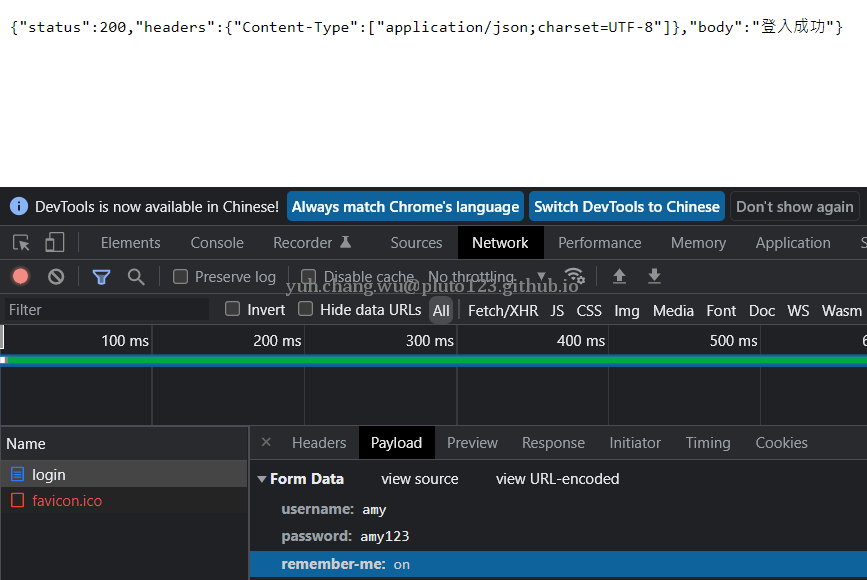 {"status":200,"headers":{"Content-Type":["application/json;charset=UTF-8"]},"body":"登入成功"}
DevTools is now available in Chinese! Always match Chrome's language Switch DevTools to Chinese Don't show again
Elements Console Recorder Sources Network Performance Memory Application S
Preserve log Disable cache No throttling
yuh.chang.wu@pluto123.github.io
Filter Invert Hide data URLs All Fetch/XHR JS CSS Img Media Font Doc WS Wasm
100 ms 200 ms 300 ms 400 ms 500 ms 6
Name × Headers Payload Preview Response Initiator Timing Cookies
login Form Data view source view URL-encoded
favicon.ico username: amy
password: amy123
remember-me: on